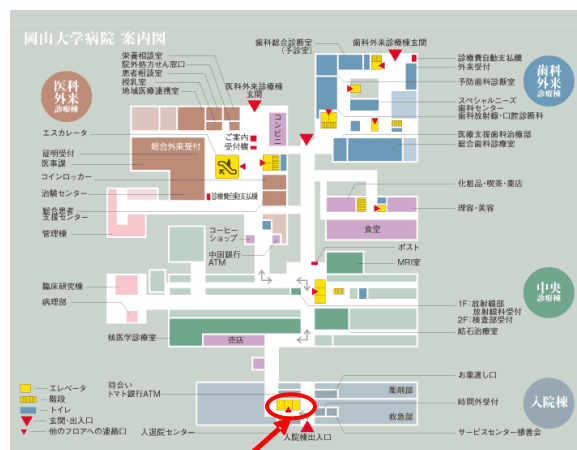 岡山大学病院 案内図
栄養相談室
院外処方せん窓口
患者相談室
授乳室
地域医療連携室
医科外来診療棟
玄関
歯科総合診断室
(予診室)
歯科外来診療棟玄関
診療費自動支払機
外来受付
予防歯科診断室
スペシャルニーズ
歯科センター
歯科放射線・口腔診断科
医療支援歯科治療部
総合歯科診療室
医科
外来
診療棟
歯科
外来
診療棟
エスカレータ
証明受付
医事課
コインロッカー
治験センター
総合患者
支援センター
管理棟
総合外来受付
ご案内
受付機
コンビニ
診療費自動支払機
コーヒー
ショップ
中国銀行
ATM
化粧品・喫茶・薬店
理容・美容
食堂
ポスト
MRI室
中央
診療棟
臨床研究棟
病理部
核医学診療室
売店
1F:放射線部
放射線科受付
2F:検査部受付
結石治療室
待合い
トマト銀行ATM
お薬渡し口
薬剤部
時間外受付
救急部
サービスセンター積善会
入院棟
入退院センター
入院棟出入口
エレベータ
階段
トイレ
玄関・出入口
他のフロアへの連絡口